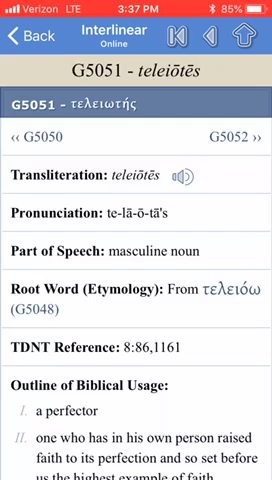 Verizon LTE 3:37 PM 85%
Back Interlinear
Online
G5051 - teleiōtēs
G5051 - τελειωτής
‹‹ G5050 G5052 ››
Transliteration: teleiōtēs
Pronunciation: te-lā-ō-tā's
Part of Speech: masculine noun
Root Word (Etymology): From τελειόω
(G5048)
TDNT Reference: 8:86,1161
Outline of Biblical Usage:
I. a perfector
II. one who has in his own person raised
faith to its perfection and so set before
us the highest example of faith